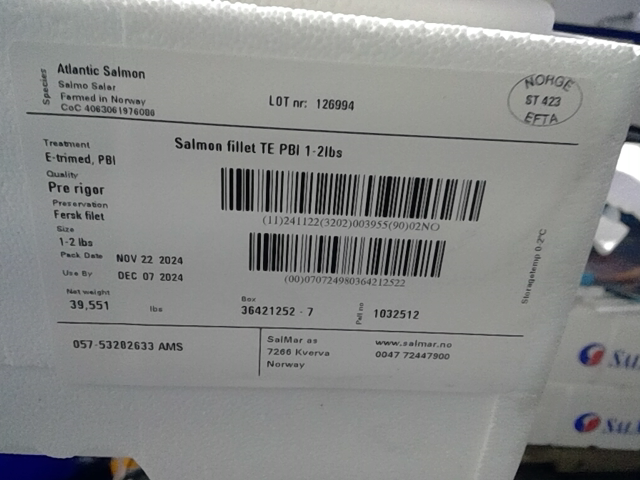 Species
Atlantic Salmon
Salmo Salar
Farmed in Norway
CoC 4063061976086
LOT nr: 126994
NORGE
ST 423
EFTA
Treatment
E-trimed, PBI
Quality
Pre rigor
Preservation
Fersk filet
Size
1-2 lbs
Pack Date NOV 22 2024
Use By DEC 07 2024
Net weight
39,551 lbs
Salmon fillet TE PBI 1-2lbs
(11)241122(3202)003955(90)02NO
(00)070724980364212522
Box
36421252 - 7
Pall no 1032512
Storagetemp 0-2°C
057-53282633 AMS
SalMar as
7266 Kverva
Norway
www.salmar.no
0047 72447900
SAL
SAL